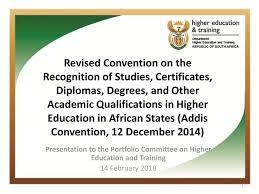 higher education
& training
Department:
Higher Education and Training
REPUBLIC OF SOUTH AFRICA
Revised Convention on the
Recognition of Studies, Certificates,
Diplomas, Degrees, and Other
Academic Qualifications in Higher
Education in African States (Addis
Convention, 12 December 2014)
Presentation to the Portfolio Committee on Higher
Education and Training
14 February 2018